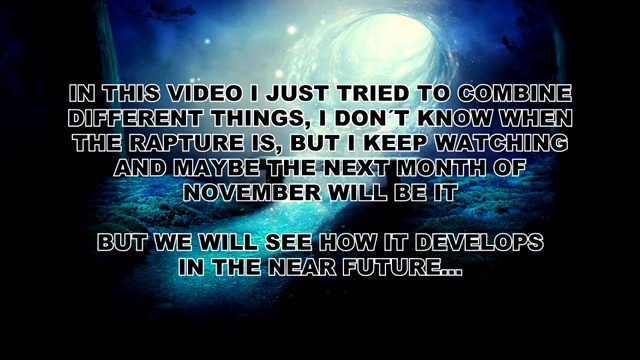 IN THIS VIDEO I JUST TRIED TO COMBINE
DIFFERENT THINGS, I DON´T KNOW WHEN
THE RAPTURE IS, BUT I KEEP WATCHING
AND MAYBE THE NEXT MONTH OF
NOVEMBER WILL BE IT
BUT WE WILL SEE HOW IT DEVELOPS
IN THE NEAR FUTURE...